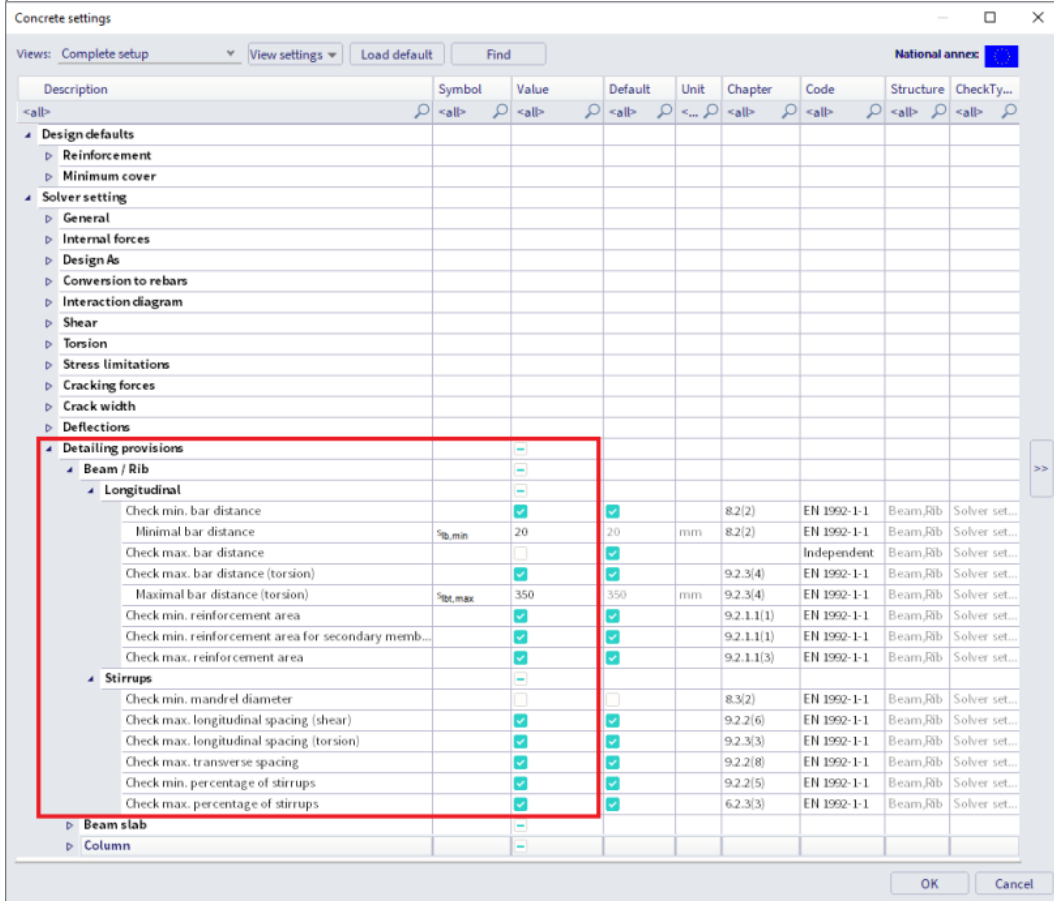 Concrete settings
Views: Complete setup View settings Load default Find National annex:
Description Symbol Value Default Unit Chapter Code Structure CheckTy...
<all> <all> <all> <all> <... <all> <all> <all> <all>
Design defaults
Reinforcement
Minimum cover
Solver setting
General
Internal forces
Design As
Conversion to rebars
Interaction diagram
Shear
Torsion
Stress limitations
Cracking forces
Crack width
Deflections
Detailing provisions
Beam / Rib
>>
Longitudinal
Check min. bar distance 8.2(2) EN 1992-1-1 Beam,Rib Solver set...
Minimal bar distance slb,min 20 20 mm 8.2(2) EN 1992-1-1 Beam,Rib Solver set...
Check max. bar distance Independent Beam,Rib Solver set...
Check max. bar distance (torsion) 9.2.3(4) EN 1992-1-1 Beam,Rib Solver set...
Maximal bar distance (torsion) slbt,max 350 350 mm 9.2.3(4) EN 1992-1-1 Beam,Rib Solver set...
Check min. reinforcement area 9.2.1.1(1) EN 1992-1-1 Beam,Rib Solver set...
Check min. reinforcement area for secondary memb... 9.2.1.1(1) EN 1992-1-1 Beam,Rib Solver set...
Check max. reinforcement area 9.2.1.1(3) EN 1992-1-1 Beam,Rib Solver set...
Stirrups
Check min. mandrel diameter 8.3(2) EN 1992-1-1 Beam,Rib Solver set...
Check max. longitudinal spacing (shear) 9.2.2(6) EN 1992-1-1 Beam,Rib Solver set...
Check max. longitudinal spacing (torsion) 9.2.3(3) EN 1992-1-1 Beam,Rib Solver set...
Check max. transverse spacing 9.2.2(8) EN 1992-1-1 Beam,Rib Solver set...
Check min. percentage of stirrups 9.2.2(5) EN 1992-1-1 Beam,Rib Solver set...
Check max. percentage of stirrups 6.2.3(3) EN 1992-1-1 Beam,Rib Solver set...
Beam slab
Column
OK Cancel